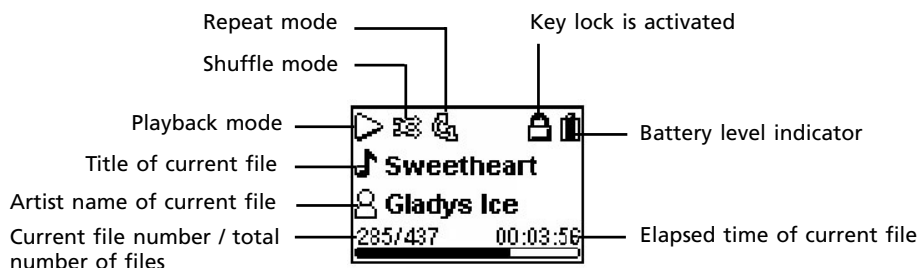 Repeat mode
Key lock is activated
Shuffle mode
Playback mode
Battery level indicator
Title of current file
Sweetheart
Artist name of current file
Gladys Ice
Current file number / total
number of files
285/437 00:03:56
Elapsed time of current file